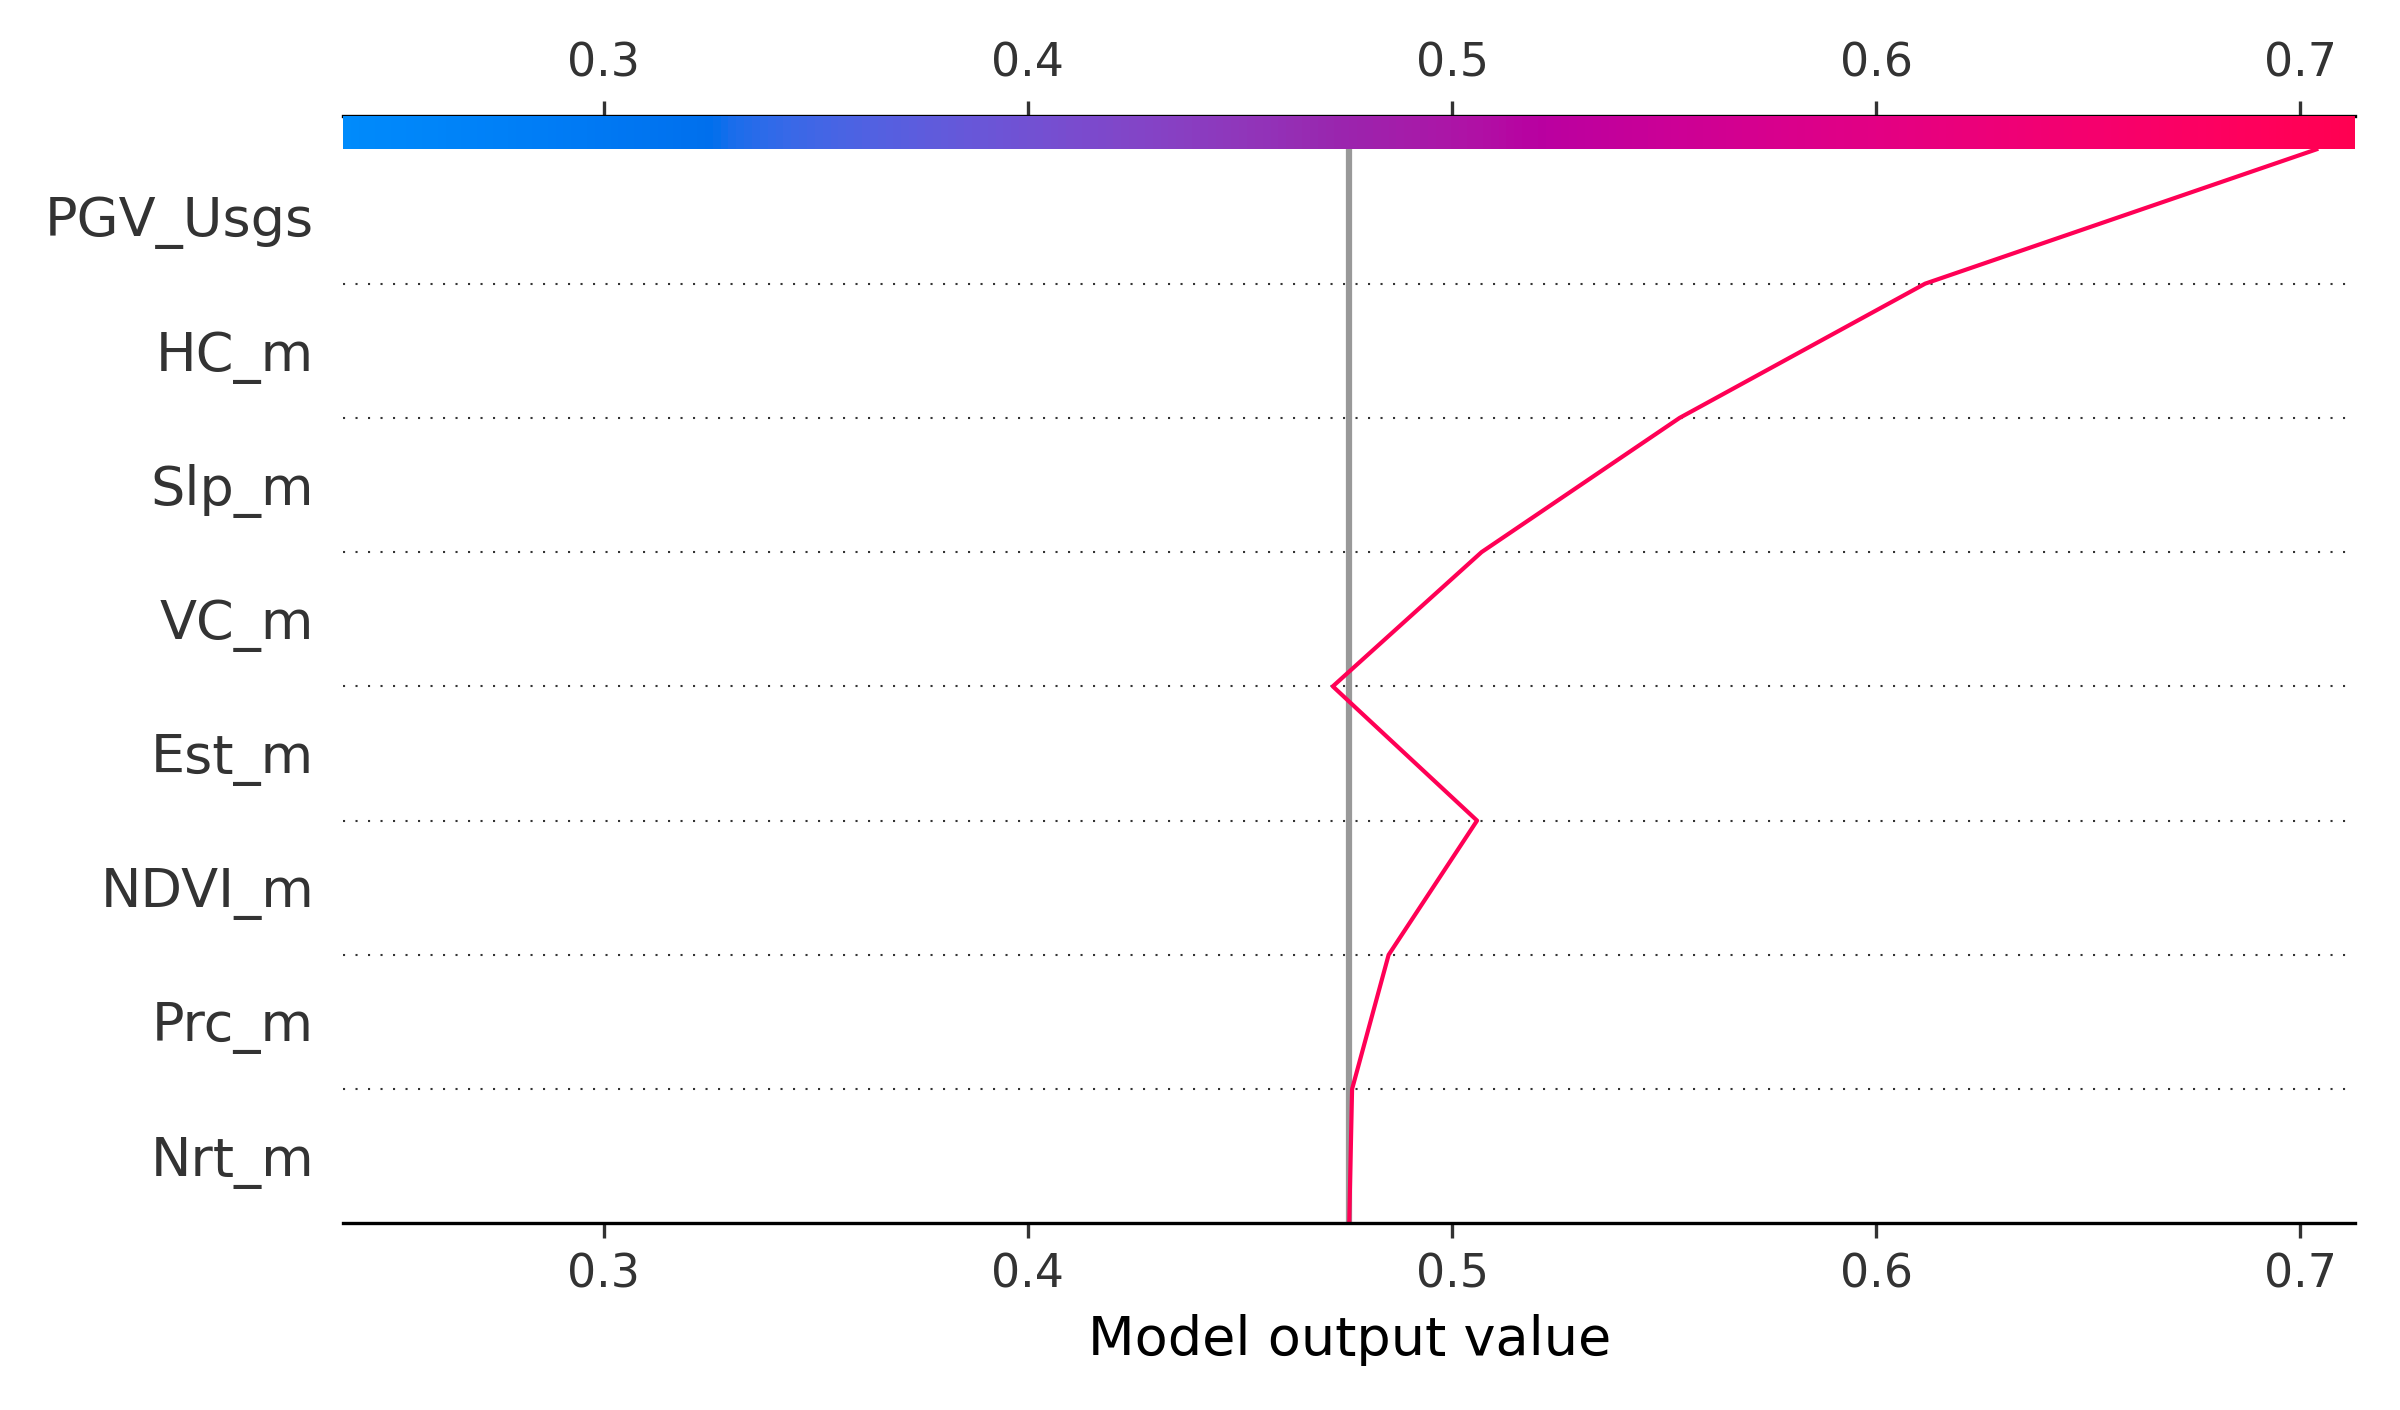 0.3 0.4 0.5 0.6 0.7
PGV_Usgs
HC_m
Slp_m
VC_m
Est_m
NDVI_m
Prc_m
Nrt_m
0.3 0.4 0.5 0.6 0.7
Model output value